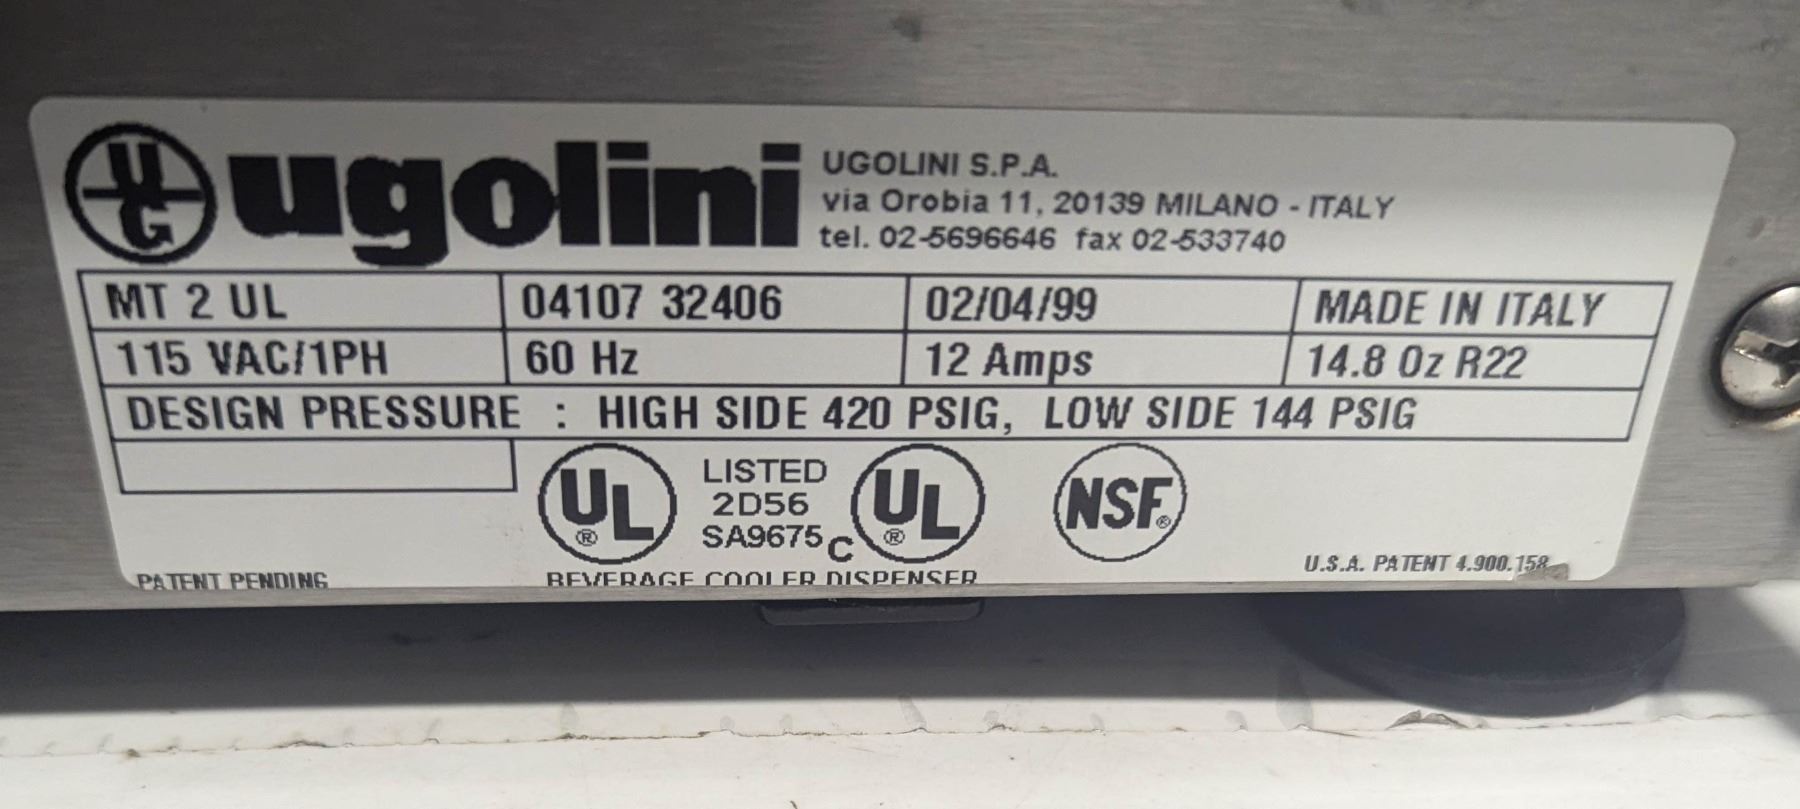 UG ugolini
UGOLINI S.P.A.
via Orobia 11, 20139 MILANO - ITALY
tel. 02-5696646 fax 02-533740
MT 2 UL 04107 32406 02/04/99 MADE IN ITALY
115 VAC/1PH 60 Hz 12 Amps 14.8 Oz R22
DESIGN PRESSURE : HIGH SIDE 420 PSIG, LOW SIDE 144 PSIG
UL® LISTED
2D56
SA9675 C UL® NSF®
PATENT PENDING BEVERAGE COOLER DISPENSER U.S.A. PATENT 4.900.158